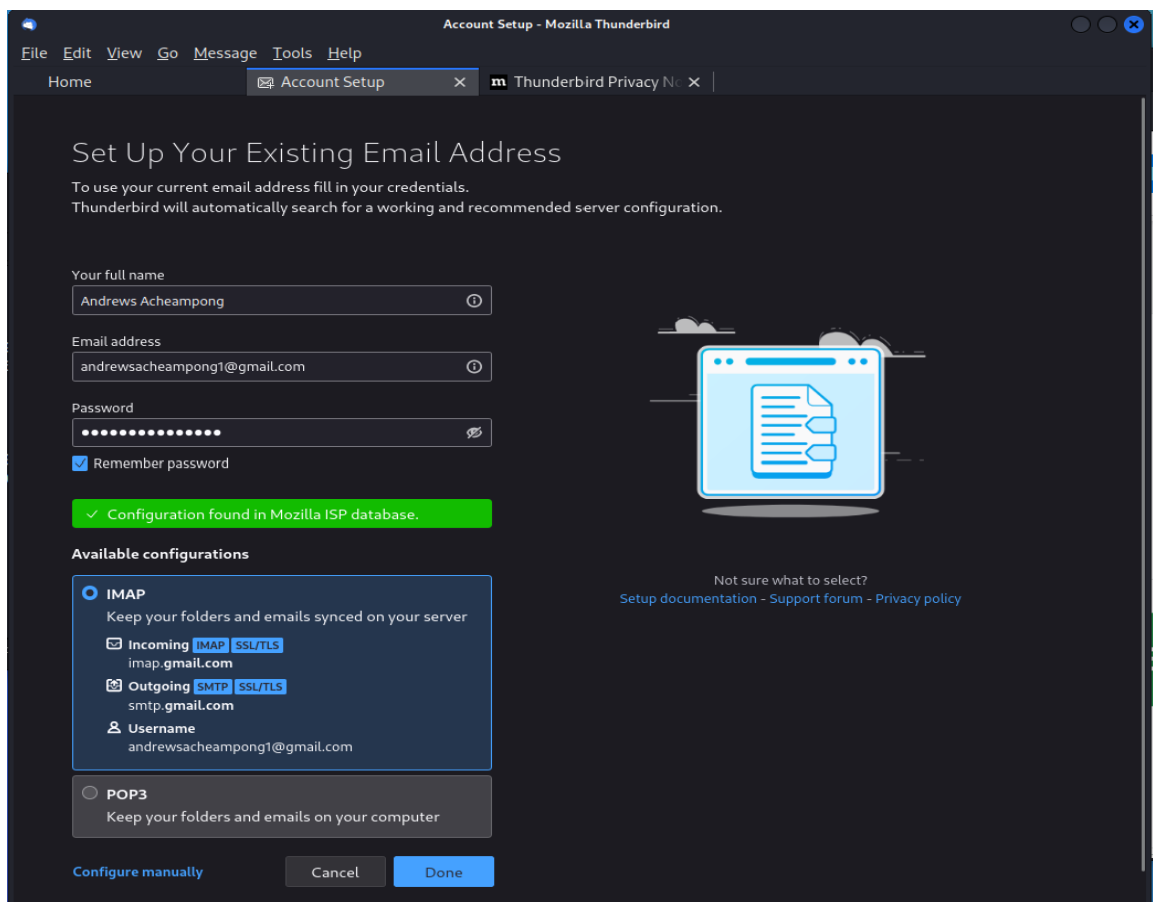 Account Setup - Mozilla Thunderbird
File Edit View Go Message Tools Help
Home Account Setup Thunderbird Privacy No
Set Up Your Existing Email Address
To use your current email address fill in your credentials.
Thunderbird will automatically search for a working and recommended server configuration.
Your full name
Andrews Acheampong
Email address
andrewsacheampong1@gmail.com
Password
•••••••••••••••
Remember password
Configuration found in Mozilla ISP database.
Available configurations
IMAP
Keep your folders and emails synced on your server
Incoming IMAP SSL/TLS
imap.gmail.com
Outgoing SMTP SSL/TLS
smtp.gmail.com
Username
andrewsacheampong1@gmail.com
POP3
Keep your folders and emails on your computer
Configure manually Cancel Done
Not sure what to select?
Setup documentation - Support forum - Privacy policy